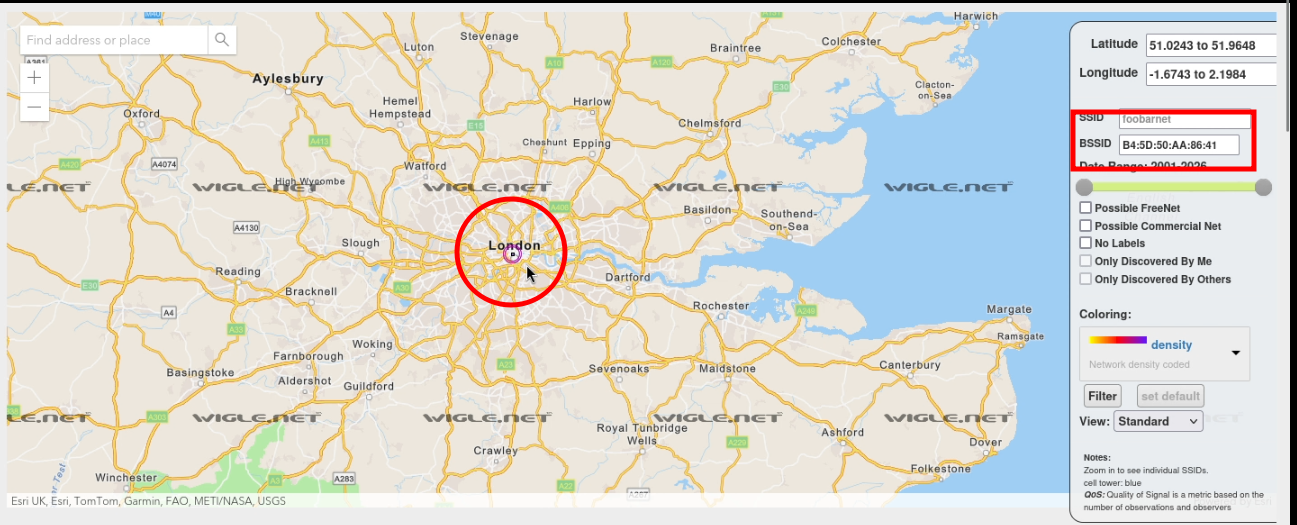 Find address or place
Harwich
Stevenage
Luton
Braintree
Colchester
A10
A120
Aylesbury
Clacton-
on-Sea
E30
Hemel
Hempstead
Harlow
Oxford
E15
Chelmsford
A413
Cheshunt Epping
A420
A4074
Watford
High Wycombe
LE.NET
WIGLE.NET
WIGLE.NET
WIGLE.NET
WIGLE.NET
A406
Basildon
Southend-
on-Sea
A4130
Slough
London
Reading
Dartford
E30
Bracknell
A30
Rochester
A4
A249
Margate
A33
Ramsgate
Woking
Farnborough
A23
Basingstoke
Sevenoaks
Maidstone
Canterbury
Aldershot
Guildford
LE.NET
A303
WIGLE.NET
WIGLE.NET
WIGLE.NET
Royal Tunbridge
Wells
Ashford
A229
Dover
Crawley
Folkestone
Winchester
A3
A283
A22
A267
Esri UK, Esri, TomTom, Garmin, FAO, METI/NASA, USGS
Latitude 51.0243 to 51.9648
Longitude -1.6743 to 2.1984
SSID foobarnet
BSSID B4:5D:50:AA:86:41
Date Range: 2001-2026
Possible FreeNet
Possible Commercial Net
No Labels
Only Discovered By Me
Only Discovered By Others
Coloring:
density
Network density coded
Filter set default
View: Standard
Notes:
Zoom in to see individual SSIDs.
cell tower: blue
QoS: Quality of Signal is a metric based on the
number of observations and observers